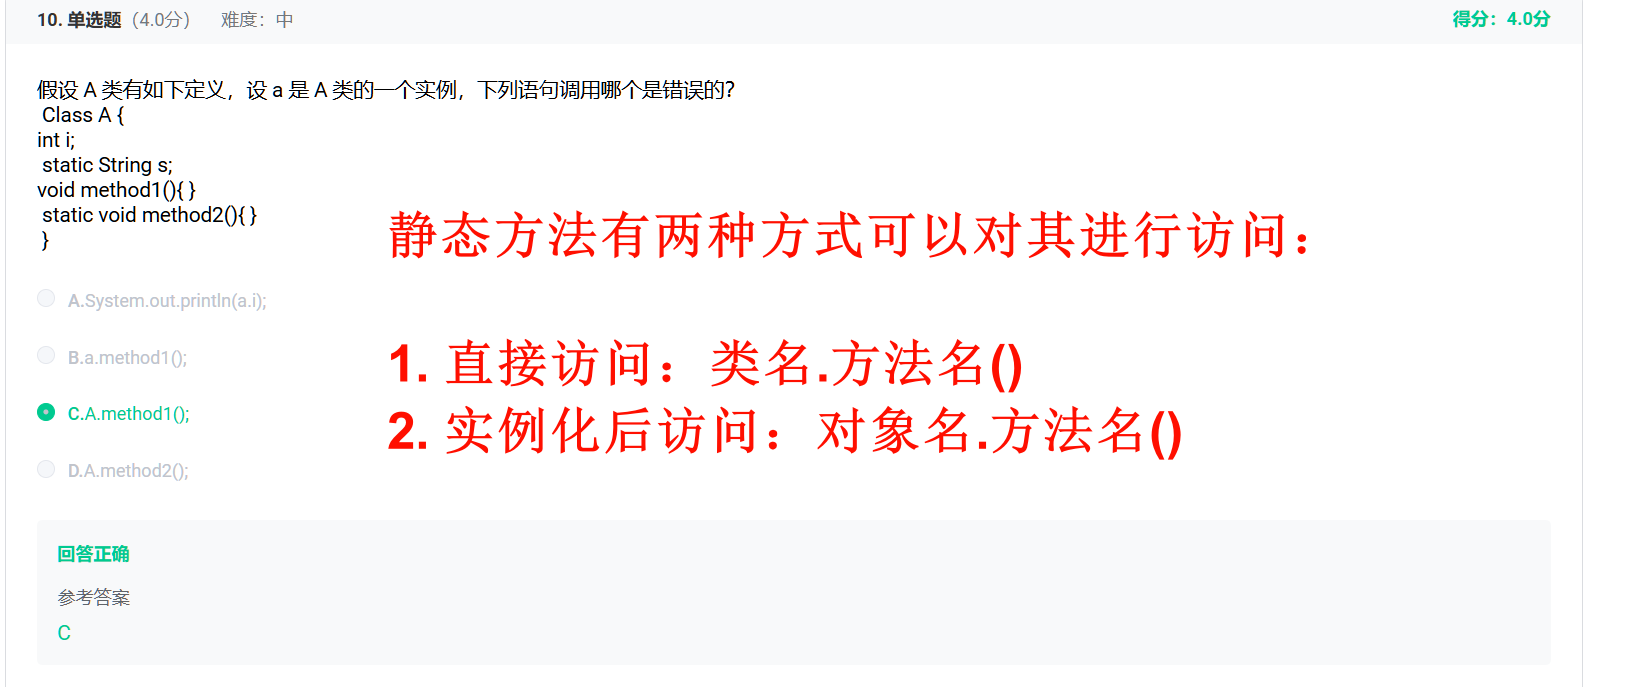 10. 单选题（4.0分） 难度：中 得分：4.0分
假设 A 类有如下定义，设 a 是 A 类的一个实例，下列语句调用哪个是错误的？
Class A {
int i;
static String s;
void method1(){ }
static void method2(){ }
}
静态方法有两种方式可以对其进行访问：
A.System.out.println(a.i);
B.a.method1();
1. 直接访问：类名.方法名()
C.A.method1();
2. 实例化后访问：对象名.方法名()
D.A.method2();
回答正确
参考答案
C